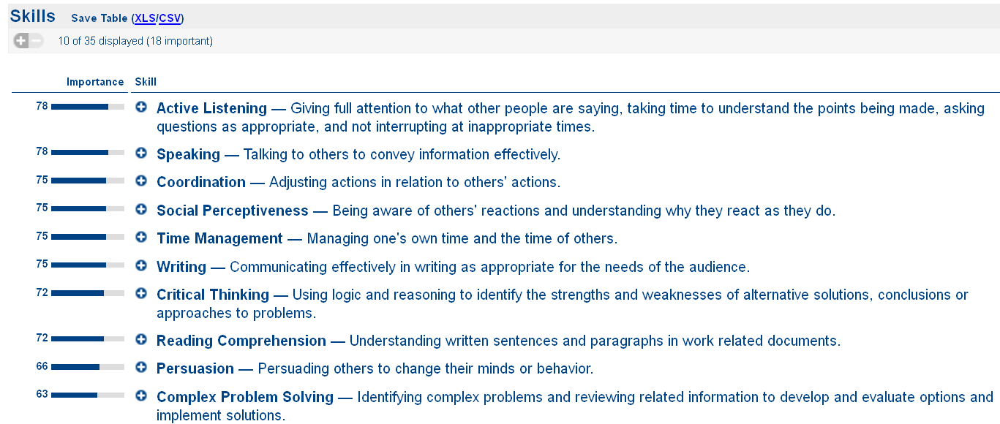 Skills Save Table (XLS/CSV)
10 of 35 displayed (18 important)
Importance Skill
78 Active Listening — Giving full attention to what other people are saying, taking time to understand the points being made, asking
questions as appropriate, and not interrupting at inappropriate times.
78 Speaking — Talking to others to convey information effectively.
75 Coordination — Adjusting actions in relation to others' actions.
75 Social Perceptiveness — Being aware of others' reactions and understanding why they react as they do.
75 Time Management — Managing one's own time and the time of others.
75 Writing — Communicating effectively in writing as appropriate for the needs of the audience.
72 Critical Thinking — Using logic and reasoning to identify the strengths and weaknesses of alternative solutions, conclusions or
approaches to problems.
72 Reading Comprehension — Understanding written sentences and paragraphs in work related documents.
66 Persuasion — Persuading others to change their minds or behavior.
63 Complex Problem Solving — Identifying complex problems and reviewing related information to develop and evaluate options and
implement solutions.